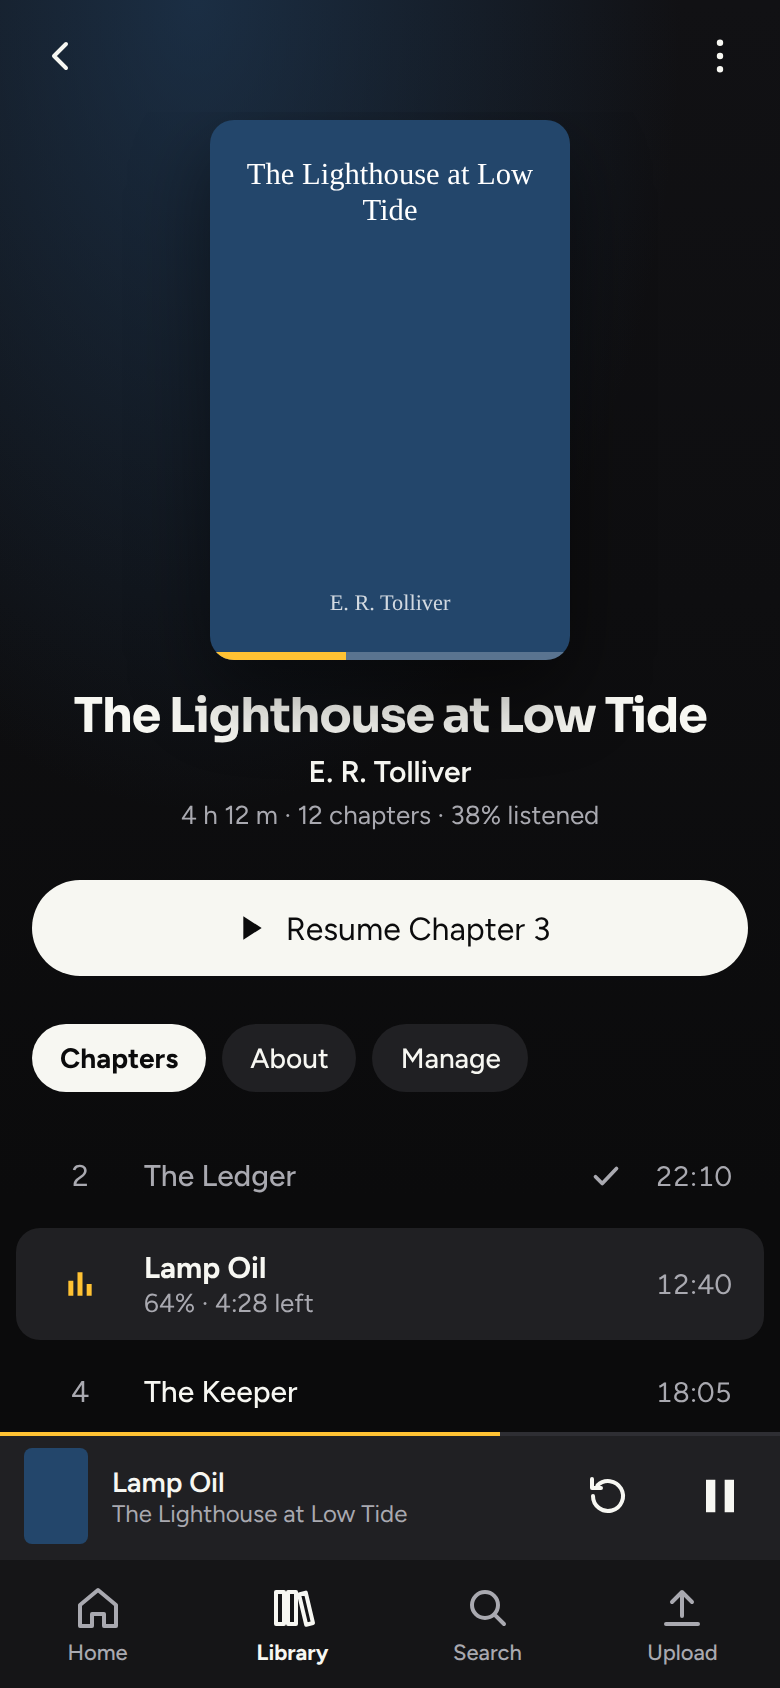 The Lighthouse at Low
Tide
E. R. Tolliver
The Lighthouse at Low Tide
E. R. Tolliver
4 h 12 m · 12 chapters · 38% listened
Resume Chapter 3
Chapters About Manage
2 The Ledger 22:10
Lamp Oil 12:40
64% · 4:28 left
4 The Keeper 18:05
Lamp Oil
The Lighthouse at Low Tide
Home Library Search Upload